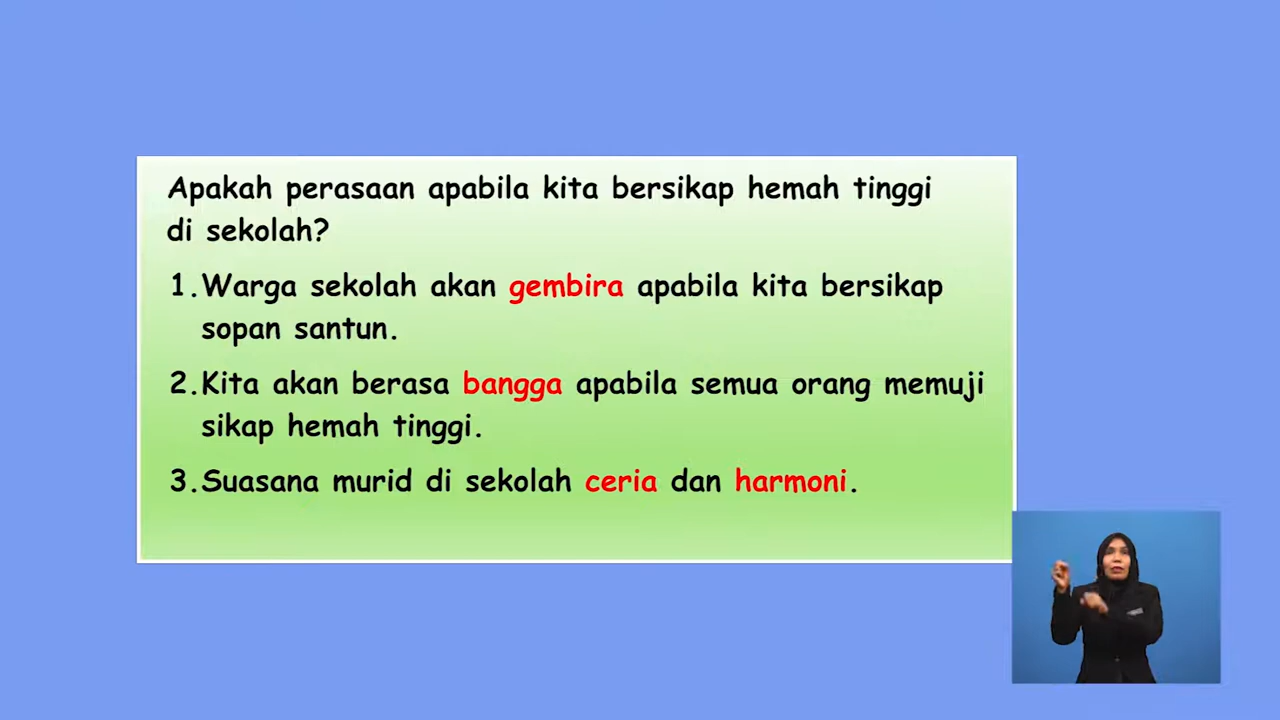 Apakah perasaan apabila kita bersikap hemah tinggi
di sekolah?
1.Warga sekolah akan gembira apabila kita bersikap
sopan santun.
2.Kita akan berasa bangga apabila semua orang memuji
sikap hemah tinggi.
3.Suasana murid di sekolah ceria dan harmoni.